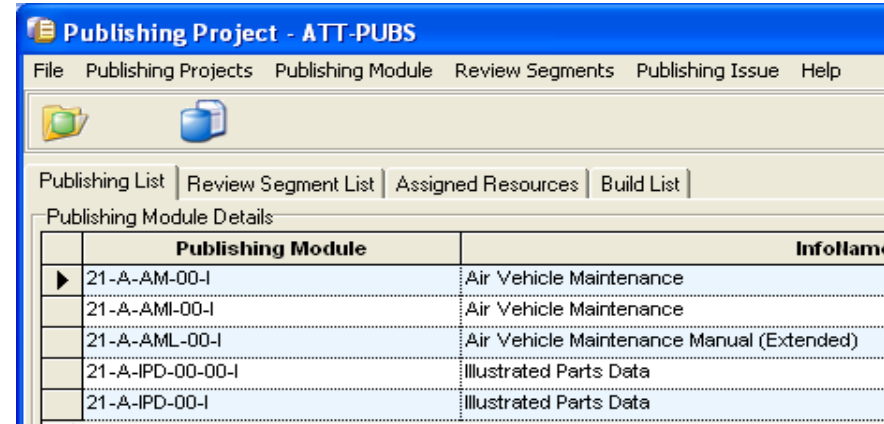 Publishing Project - ATT-PUBS
File Publishing Projects Publishing Module Review Segments Publishing Issue Help
Publishing List Review Segment List Assigned Resources Build List
Publishing Module Details
Publishing Module InfoName
21-A-AM-00-I Air Vehicle Maintenance
21-A-AMI-00-I Air Vehicle Maintenance
21-A-AML-00-I Air Vehicle Maintenance Manual (Extended)
21-A-IPD-00-00-I Illustrated Parts Data
21-A-IPD-00-I Illustrated Parts Data